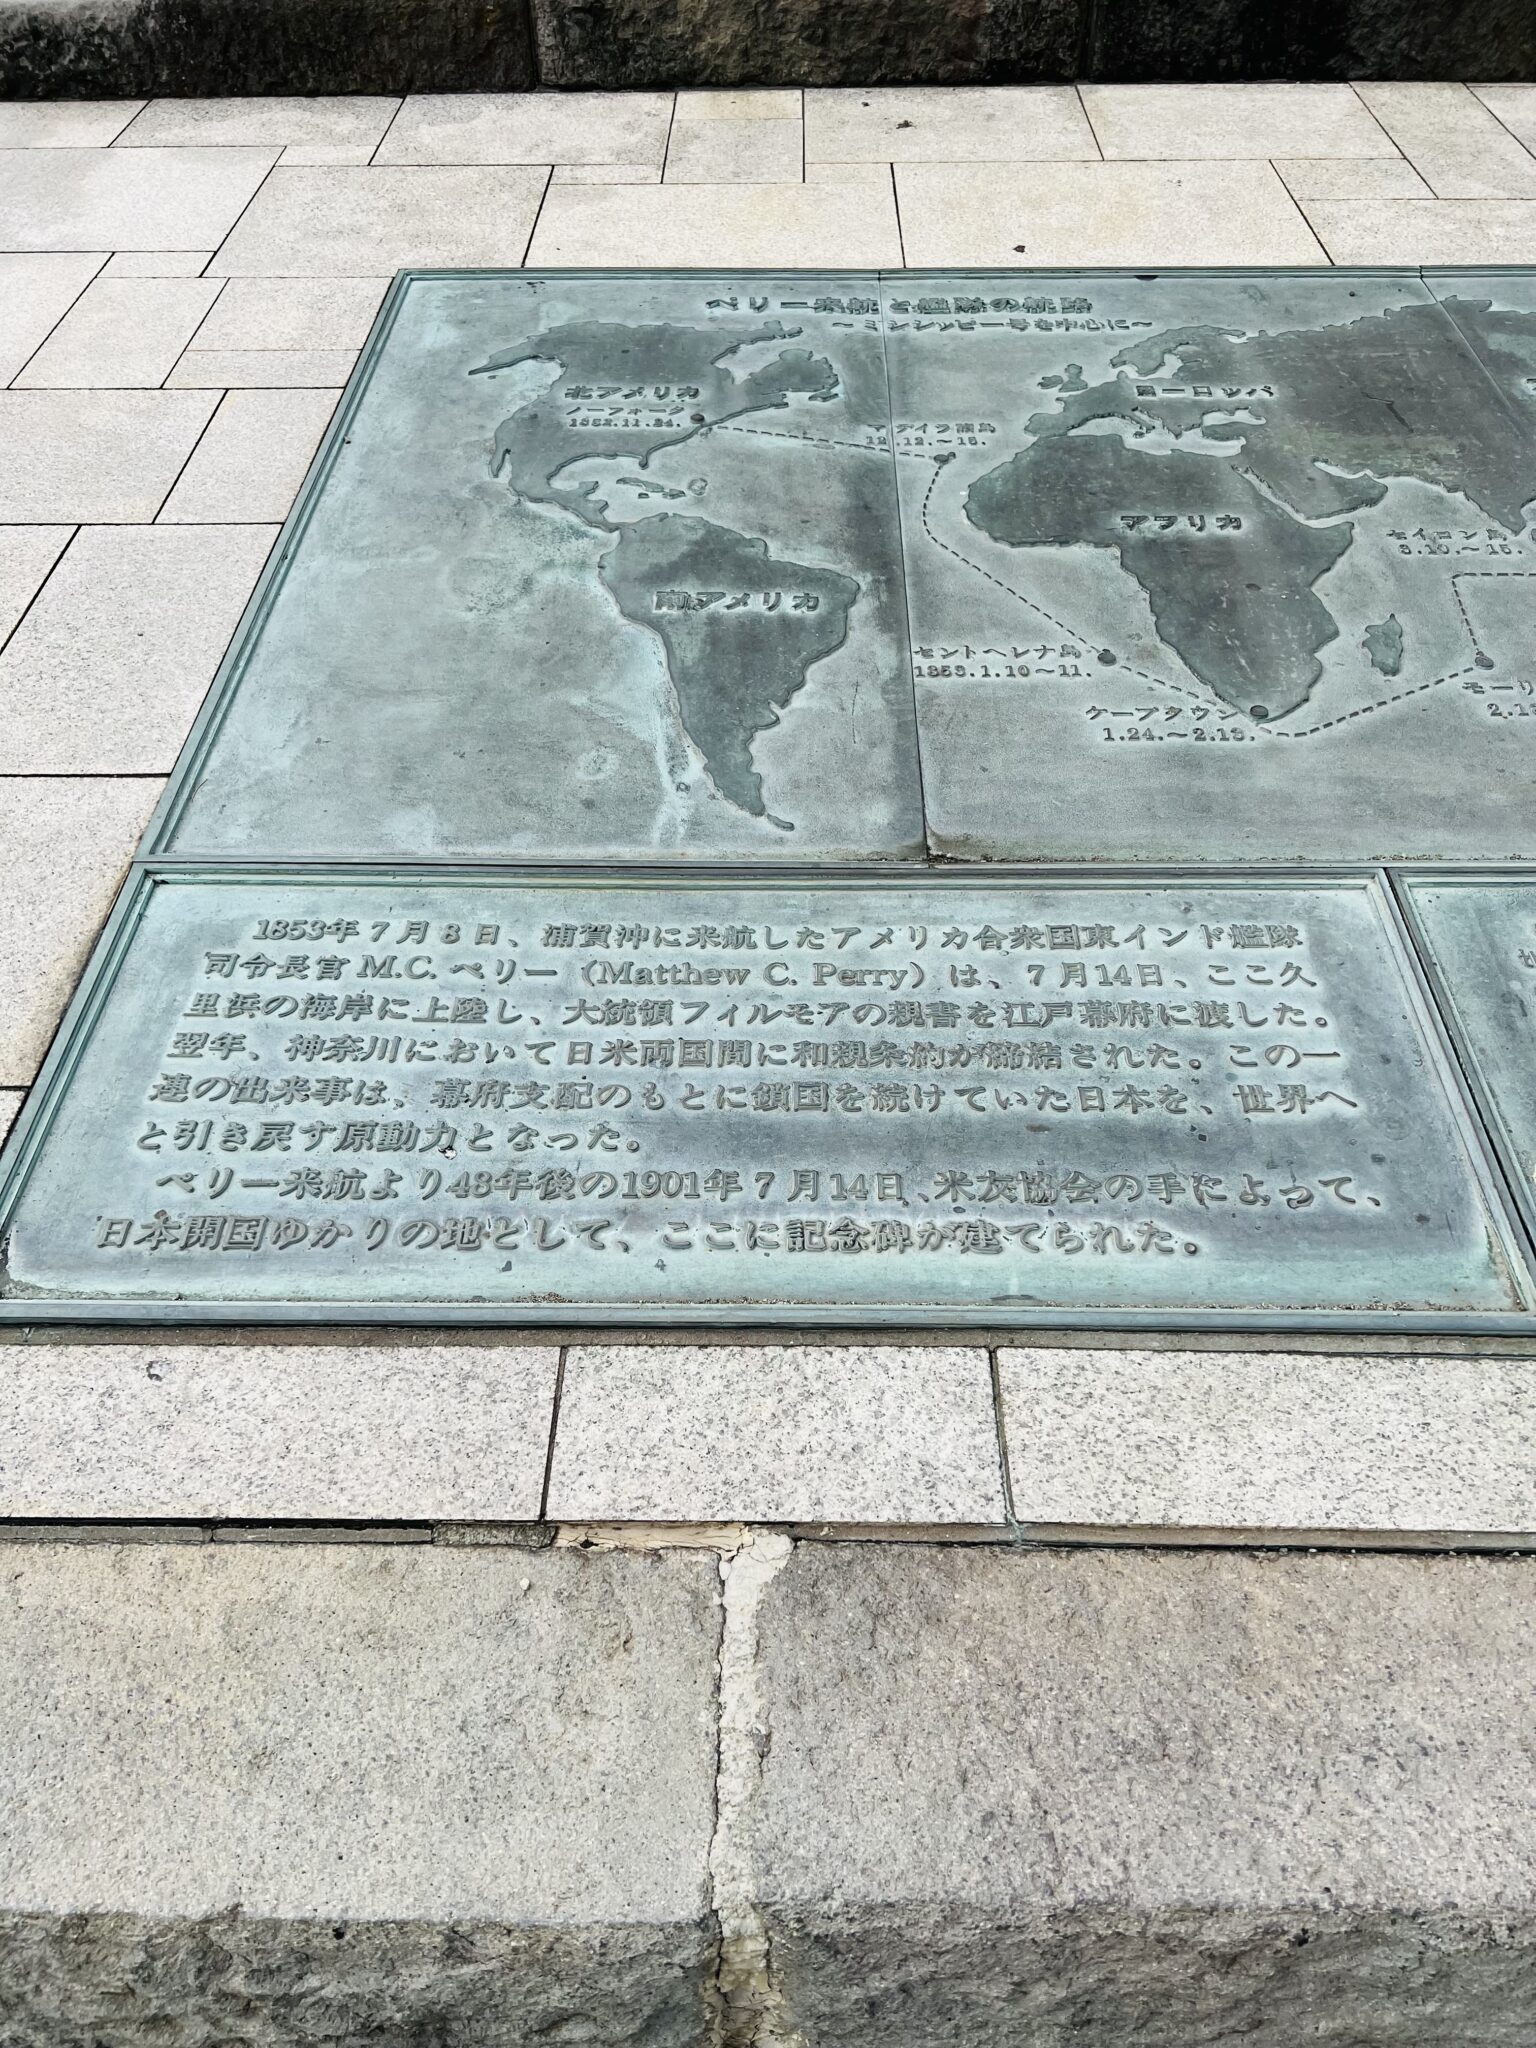 ペリー来航と艦隊の航路
～ミシシッピー号を中心に～
北アメリカ
ノーフォーク
1852.11.24.
マデイラ諸島
12.12.～15.
ヨーロッパ
アフリカ
南アメリカ
セイロン島
3.10.～15.
セントヘレナ島
1853.1.10～11.
ケープタウン
1.24.～2.13.
モーリ
2.18
1853年7月8日、浦賀沖に来航したアメリカ合衆国東インド艦隊
司令長官M.C.ペリー（Matthew C. Perry）は、7月14日、ここ久
里浜の海岸に上陸し、大統領フィルモアの親書を江戸幕府に渡した。
翌年、神奈川において日米両国間に和親条約が締結された。この一
連の出来事は、幕府支配のもとに鎖国を続けていた日本を、世界へ
と引き戻す原動力となった。
ペリー来航より48年後の1901年7月14日、米友協会の手によって、
日本開国ゆかりの地として、ここに記念碑が建てられた。